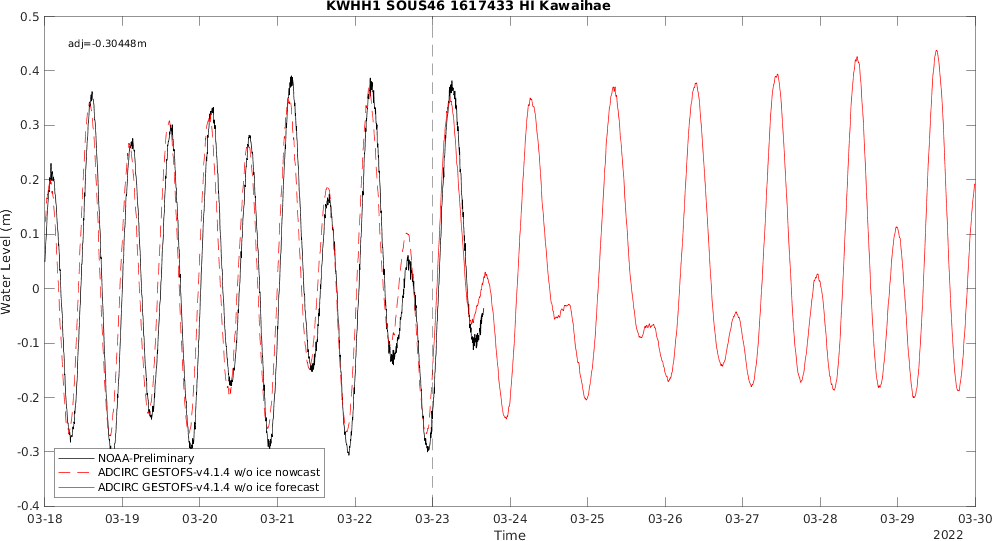 KWHH1 SOUS46 1617433 HI Kawaihae
adj=-0.30448m
0.5
0.4
0.3
0.2
0.1
0
-0.1
-0.2
-0.3
-0.4
Water Level (m)
NOAA-Preliminary
ADCIRC GESTOFS-v4.1.4 w/o ice nowcast
ADCIRC GESTOFS-v4.1.4 w/o ice forecast
03-18 03-19 03-20 03-21 03-22 03-23 03-24 03-25 03-26 03-27 03-28 03-29 03-30
Time
2022